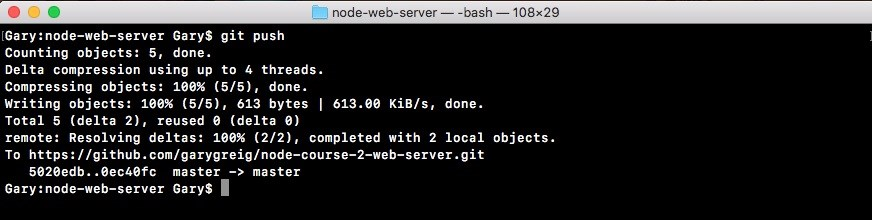 node-web-server — -bash — 108×29
Gary:node-web-server Gary$ git push
Counting objects: 5, done.
Delta compression using up to 4 threads.
Compressing objects: 100% (5/5), done.
Writing objects: 100% (5/5), 613 bytes | 613.00 KiB/s, done.
Total 5 (delta 2), reused 0 (delta 0)
remote: Resolving deltas: 100% (2/2), completed with 2 local objects.
To https://github.com/garygreig/node-course-2-web-server.git
   5020edb..0ec40fc  master -> master
Gary:node-web-server Gary$